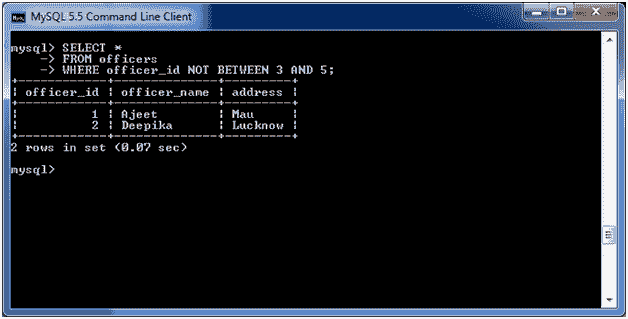 MySQL 5.5 Command Line Client
mysql> SELECT *
    -> FROM officers
    -> WHERE officer_id NOT BETWEEN 3 AND 5;
+------------+--------------+---------+
| officer_id | officer_name | address |
+------------+--------------+---------+
|          1 | Ajeet        | Mau     |
|          2 | Deepika      | Lucknow |
+------------+--------------+---------+
2 rows in set (0.07 sec)
mysql>